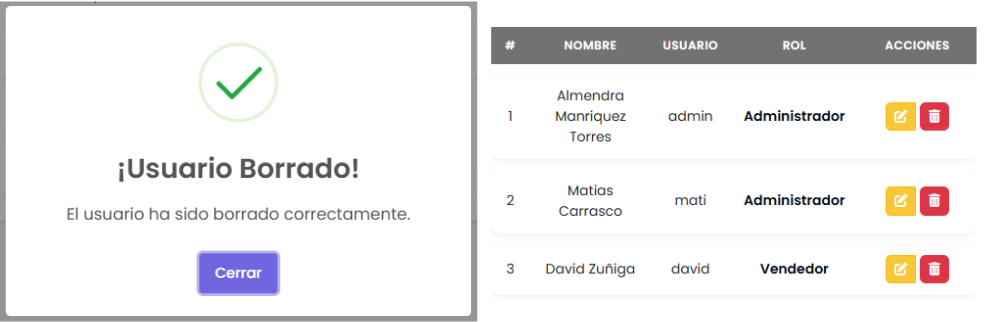 ¡Usuario Borrado!
El usuario ha sido borrado correctamente.
Cerrar
# NOMBRE USUARIO ROL ACCIONES
1 Almendra Manriquez Torres admin Administrador
2 Matias Carrasco mati Administrador
3 David Zuñiga david Vendedor